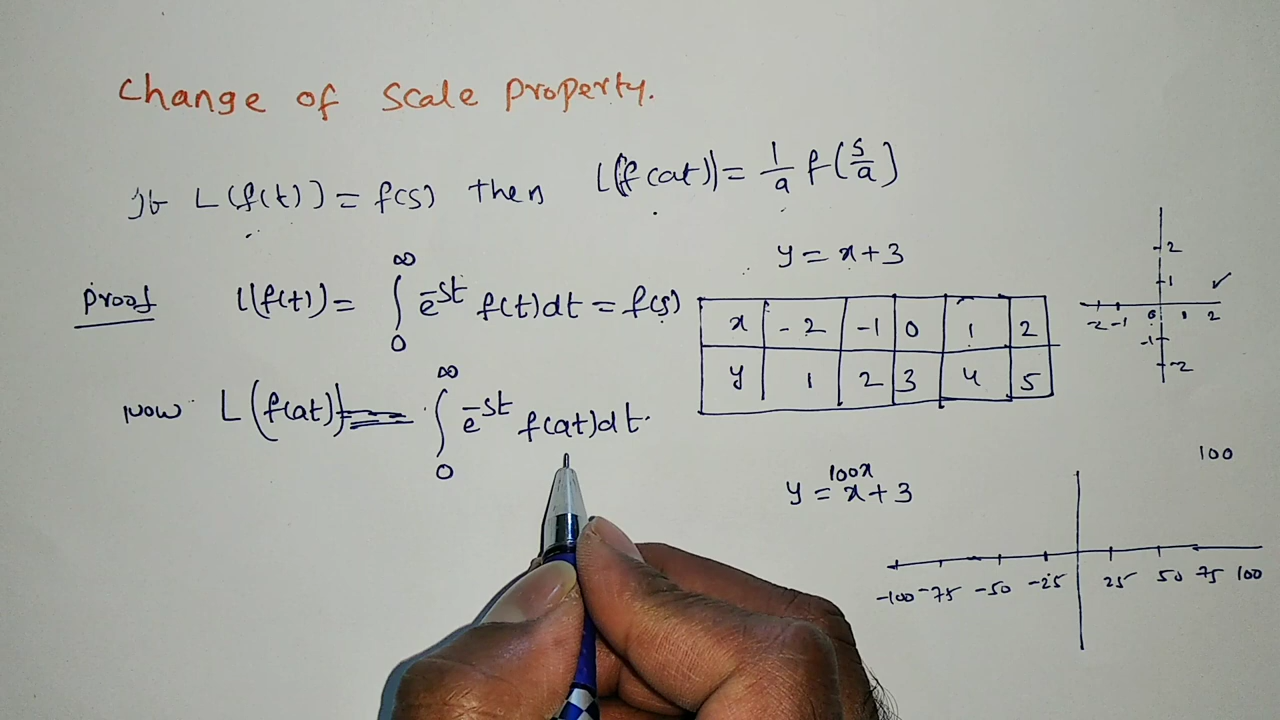 Change of Scale Property.
If L(f(t)) = f(s) then L(f(at)) = 1/a f(s/a)
Proof L(f(t)) = ∫₀^∞ e^-st f(t)dt = f(s)
Now L(f(at)) = ∫₀^∞ e^-st f(at)dt.
y = x+3
x -2 -1 0 1 2
y 1 2 3 4 5
2
1 ✓
-2 -1 0 1 2
-1
-2
100
100x
y = x+3
-100 -75 -50 -25 25 50 75 100